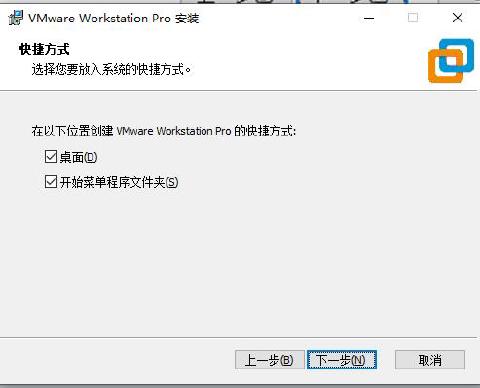 VMware Workstation Pro 安装
快捷方式
选择您要放入系统的快捷方式。
在以下位置创建 VMware Workstation Pro 的快捷方式:
桌面(D)
开始菜单程序文件夹(S)
上一步(B) 下一步(N) 取消